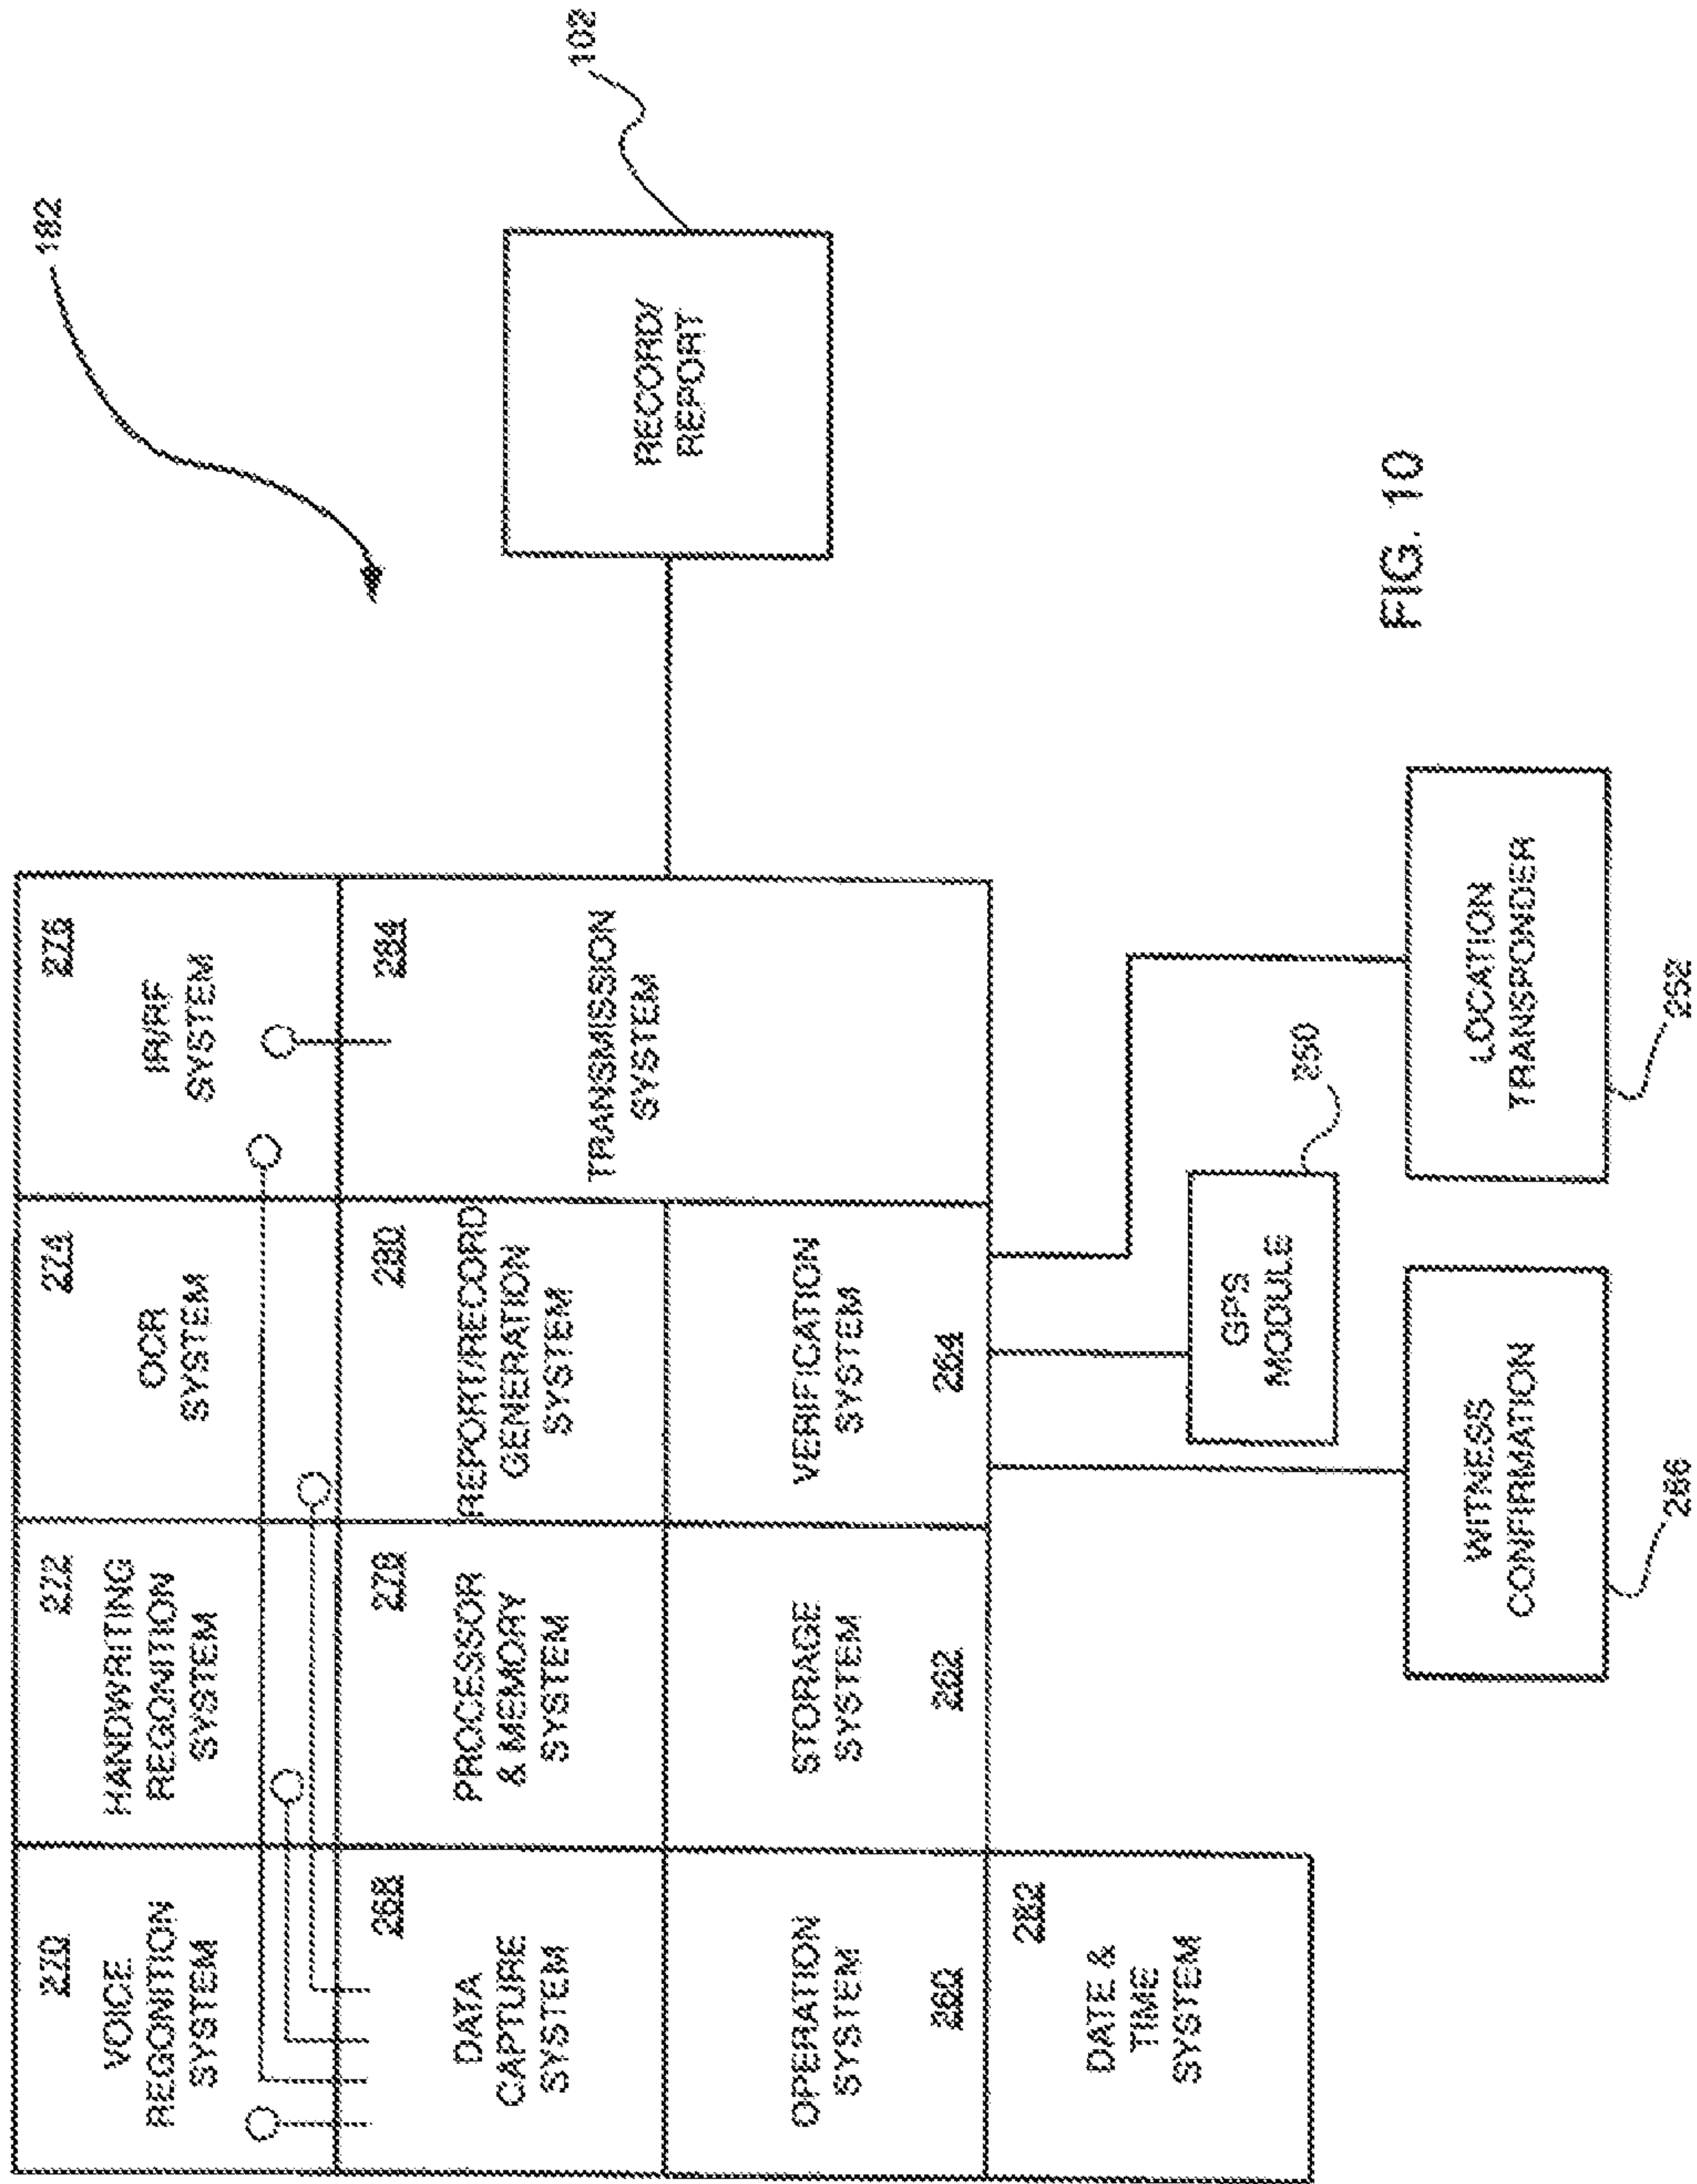 182
270
VOICE
REGONITION
SYSTEM
272
HANDWRITING
REGONITION
SYSTEM
274
OCR
SYSTEM
276
IR/RF
SYSTEM
268
DATA
CAPTURE
SYSTEM
278
PROCESSOR
& MEMORY
SYSTEM
280
REPORT/RECORD
GENERATION
SYSTEM
284
TRANSMISSION
SYSTEM
RECORD/
REPORT
102
OPERATION
SYSTEM
260
STORAGE
SYSTEM
262
VERIFICATION
SYSTEM
264
282
DATE &
TIME
SYSTEM
GPS
MODULE
250
WITNESS
CONFIRMATION
286
LOCATION
TRANSPONDER
252
FIG. 10